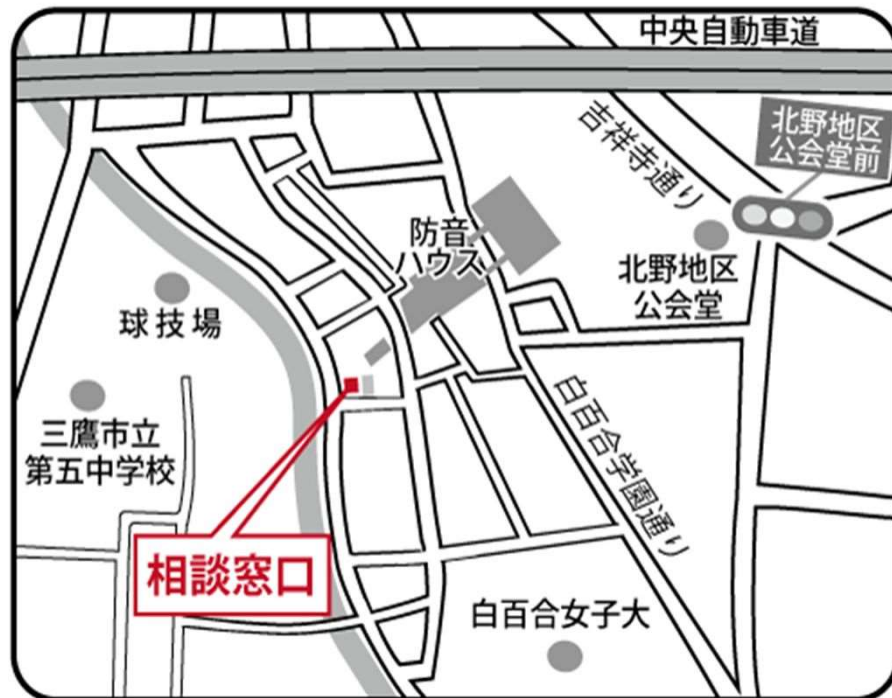 中央自動車道
吉祥寺通り
北野地区
公会堂前
防音
ハウス
北野地区
公会堂
球技場
三鷹市立
第五中学校
白百合学園通り
相談窓口
白百合女子大